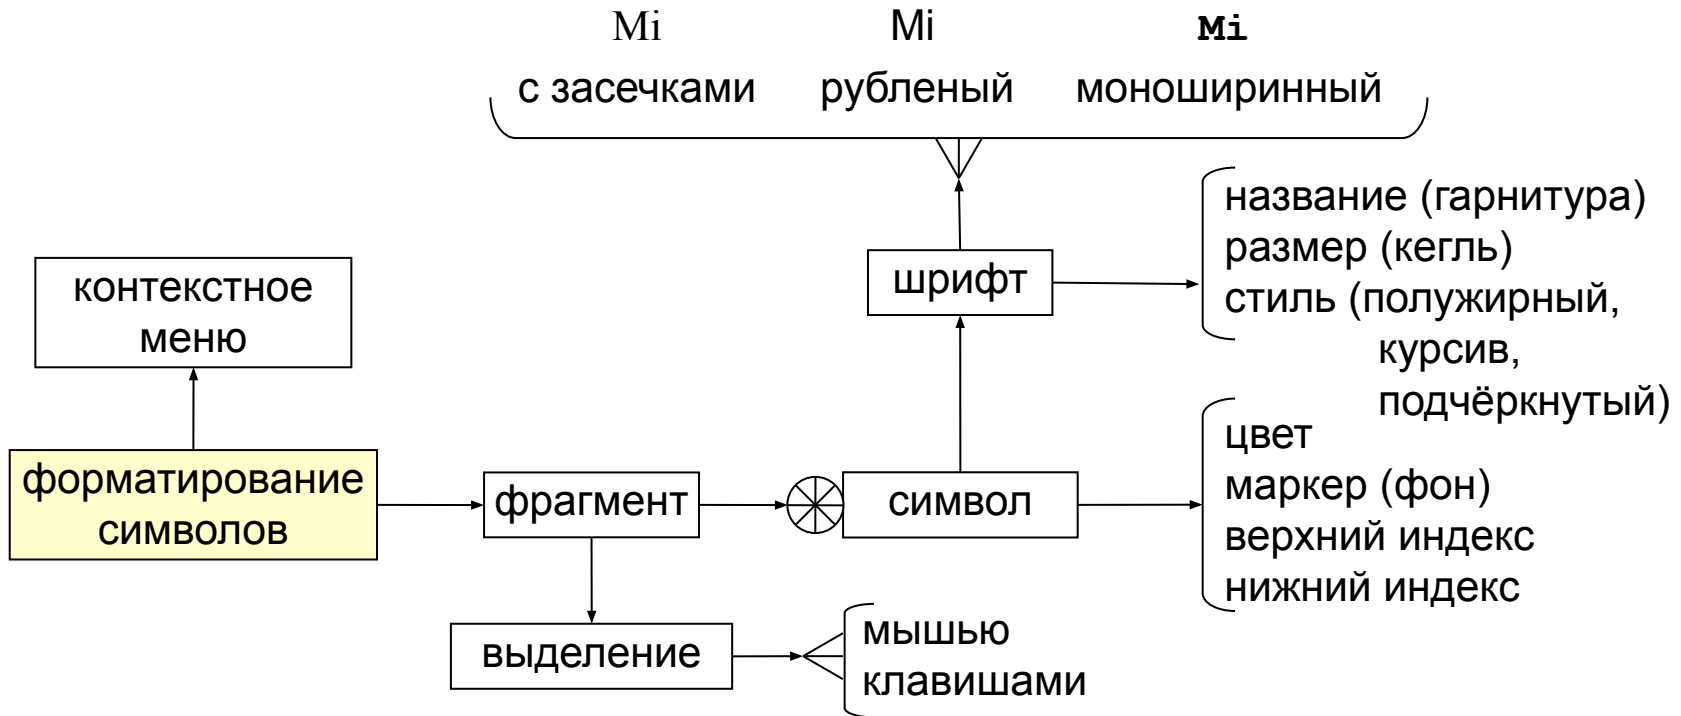 Mi Mi Mi
с засечками рубленый моноширинный
название (гарнитура)
размер (кегль)
стиль (полужирный,
курсив,
подчёркнутый)
шрифт
контекстное
меню
форматирование
символов
фрагмент
символ
цвет
маркер (фон)
верхний индекс
нижний индекс
выделение
мышью
клавишами